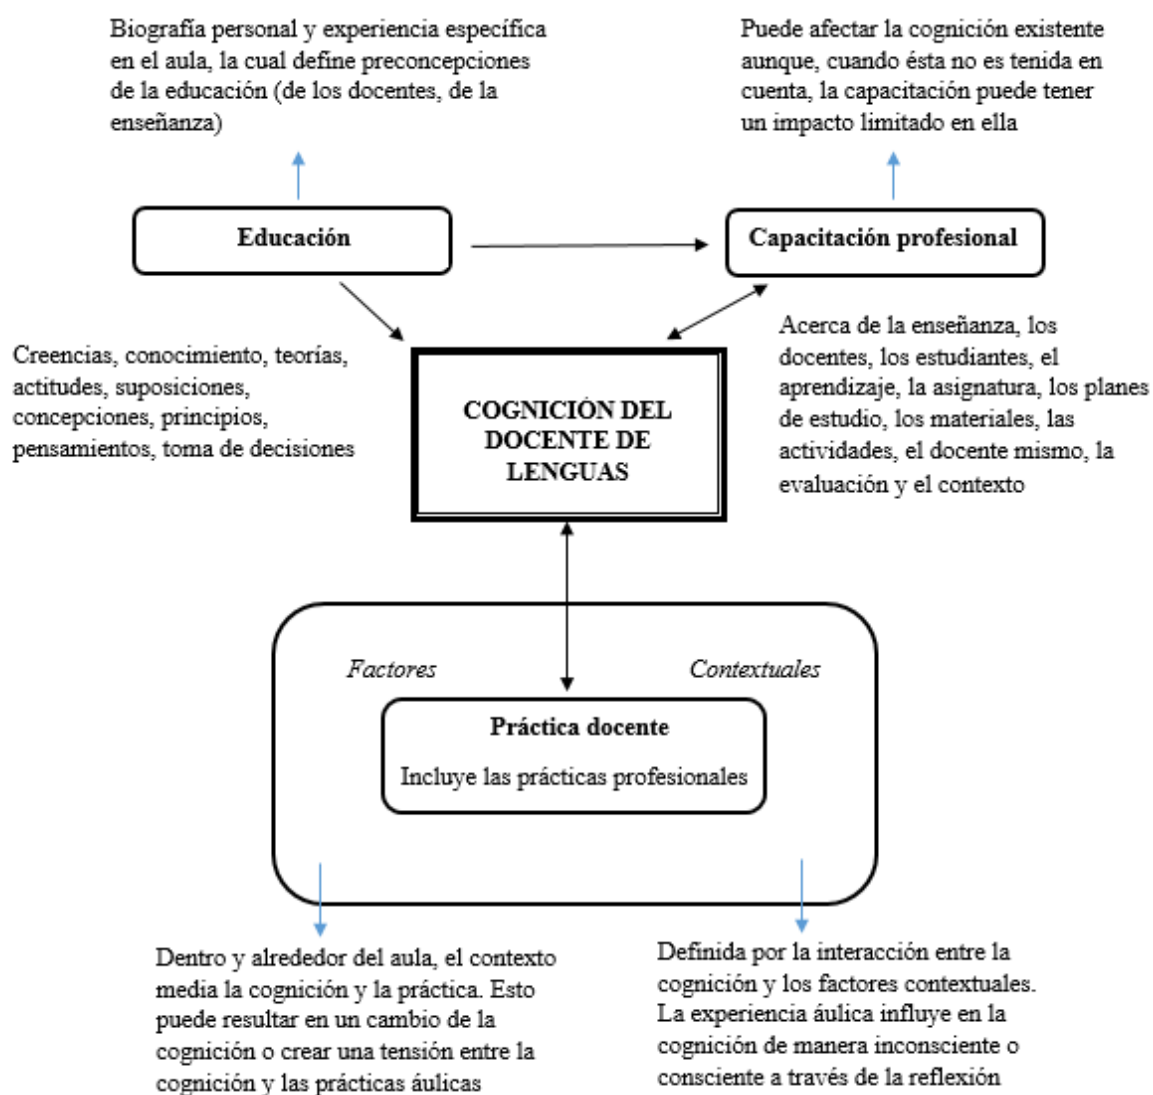 Biografía personal y experiencia específica
en el aula, la cual define preconcepciones
de la educación (de los docentes, de la
enseñanza)
Puede afectar la cognición existente
aunque, cuando ésta no es tenida en
cuenta, la capacitación puede tener
un impacto limitado en ella
Educación
Capacitación profesional
Creencias, conocimiento, teorías,
actitudes, suposiciones,
concepciones, principios,
pensamientos, toma de decisiones
COGNICIÓN DEL
DOCENTE DE
LENGUAS
Acerca de la enseñanza, los
docentes, los estudiantes, el
aprendizaje, la asignatura, los planes
de estudio, los materiales, las
actividades, el docente mismo, la
evaluación y el contexto
Factores
Contextuales
Práctica docente
Incluye las prácticas profesionales
Dentro y alrededor del aula, el contexto
media la cognición y la práctica. Esto
puede resultar en un cambio de la
cognición o crear una tensión entre la
cognición y las prácticas áulicas
Definida por la interacción entre la
cognición y los factores contextuales.
La experiencia áulica influye en la
cognición de manera inconsciente o
consciente a través de la reflexión